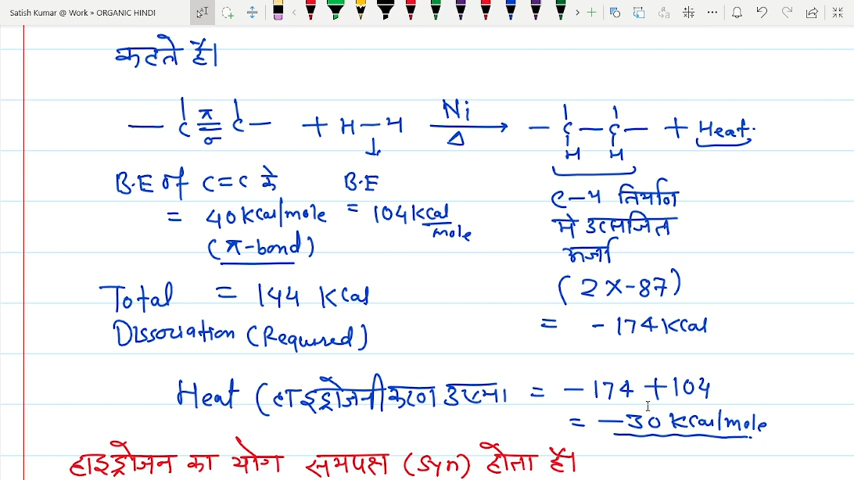 Satish Kumar @ Work » ORGANIC HINDI
कटते हैं।
— C π σ C — + H—H Ni Δ → — C — C — + Heat.
H H
B.E of C=C के B.E
= 40 kcal/mole = 104 kcal/mole
(π-bond)
C-H निर्माण
मे उत्सर्जित
ऊर्जा
(2 x -87)
= -174 kcal
Total = 144 kcal
Dissociation (Required)
Heat (हाइड्रोजनीकरण उष्मा = -174 + 104
= -30 kcal/mole
हाइड्रोजन का योग समपक्ष (syn) होता है।